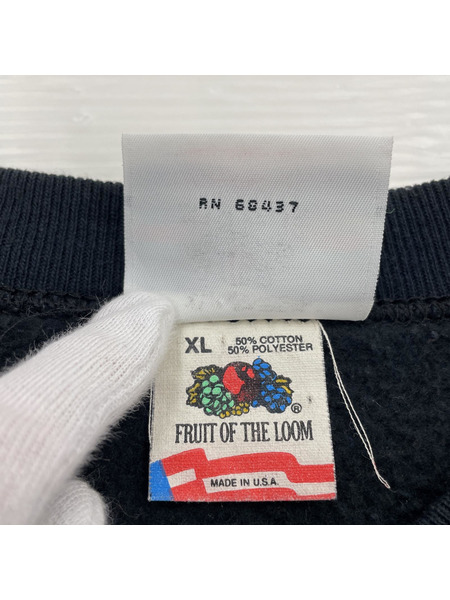 RN 68437
XL 50% COTTON
50% POLYESTER
®
FRUIT OF THE LOOM
MADE IN U.S.A.